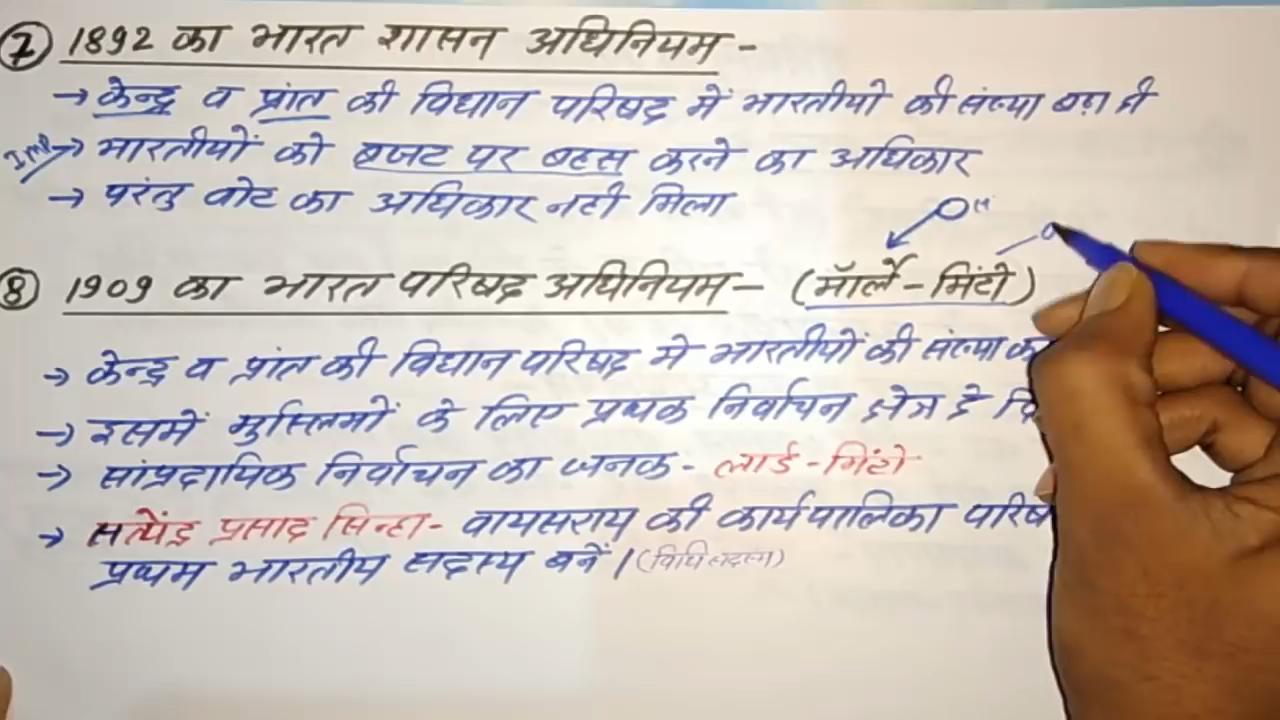 7 1892 का भारत शासन अधिनियम -
→ केन्द्र व प्रांत की विधान परिषद में भारतीयो की संख्या बढ़ा दी
Imp → भारतीयों को बजट पर बहस करने का अधिकार
→ परंतु वोट का अधिकार नही मिला
8 1909 का भारत परिषद अधिनियम - (मॉर्ले - मिंटो)
→ केन्द्र व प्रांत की विधान परिषद मे भारतीयों की संख्या
→ इसमें मुस्लिमों के लिए प्रथक निर्वाचन क्षेत्र दे
→ सांप्रदायिक निर्वाचन का जनक - लार्ड - मिंटो
→ सत्येंद्र प्रसाद सिन्हा - वायसराय की कार्यपालिका
प्रथम भारतीय सदस्य बनें । (विधि सदस्य)